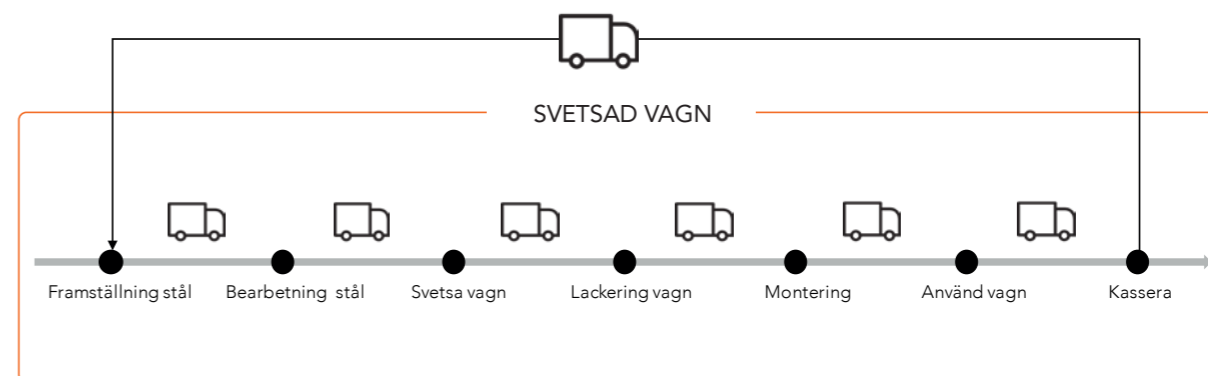 SVETSAD VAGN
Framställning stål
Bearbetning stål
Svetsa vagn
Lackering vagn
Montering
Använd vagn
Kassera